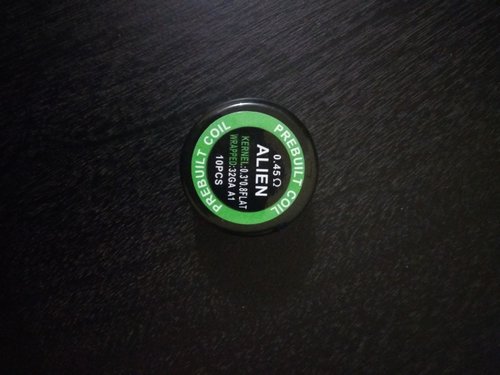 PREBUILT COIL
0.45Ω
ALIEN
KERNEL:0.3*0.8FLAT
WRAPPED:32GA A1
10PCS
PREBUILT COIL